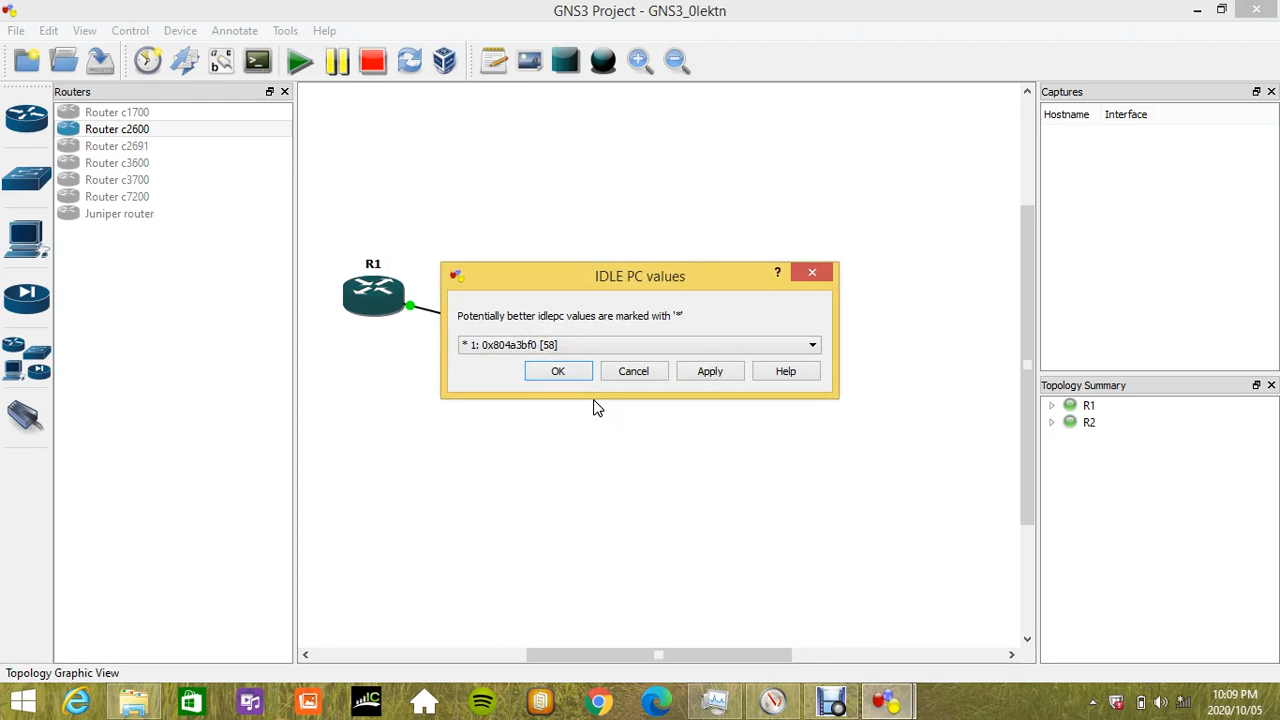 GNS3 Project - GNS3_0lektn
File Edit View Control Device Annotate Tools Help
Routers
Router c1700
Router c2600
Router c2691
Router c3600
Router c3700
Router c7200
Juniper router
R1
IDLE PC values
?
Potentially better idlepc values are marked with '*'
* 1: 0x804a3bf0 [58]
OK Cancel Apply Help
Captures
Hostname Interface
Topology Summary
R1
R2
Topology Graphic View
10:09 PM
2020/10/05